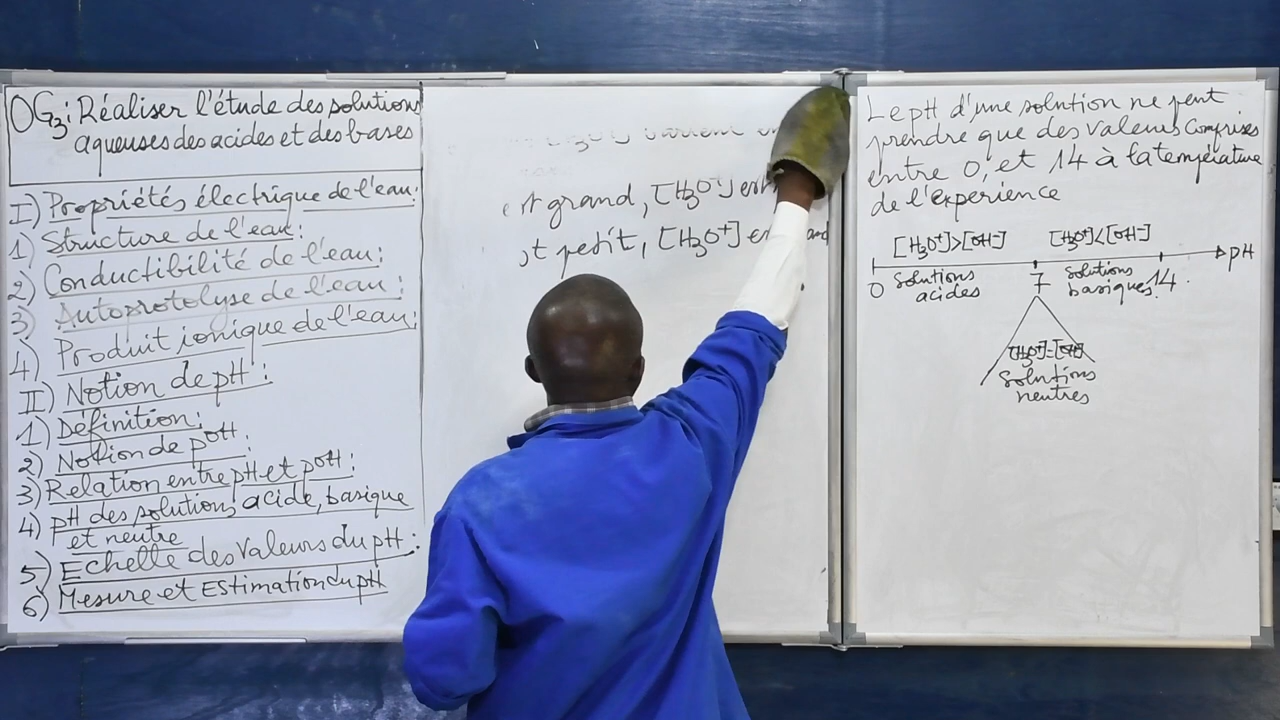 OG3: Réaliser l'étude des solutions
aqueuses des acides et des bases
I) Propriétés électrique de l'eau:
1) Structure de l'eau:
2) Conductibilité de l'eau:
3) Autoprotolyse de l'eau:
4) Produit ionique de l'eau:
II) Notion de pH:
1) Définition:
2) Notion de pOH:
3) Relation entre pH et pOH:
4) pH des solutions acide, basique
et neutre
5) Echelle des Valeurs du pH:
6) Mesure et Estimation du pH
grand, [H3O+]
petit, [H3O+]
Le pH d'une solution ne peut
prendre que des valeurs Comprises
entre 0, et 14 à la température
de l'expérience
[H3O+]>[OH-] [H3O+]<[OH-]
pH
0 Solutions acides 7 Solutions basiques 14
[H3O+]=[OH-]
Solutions
neutres